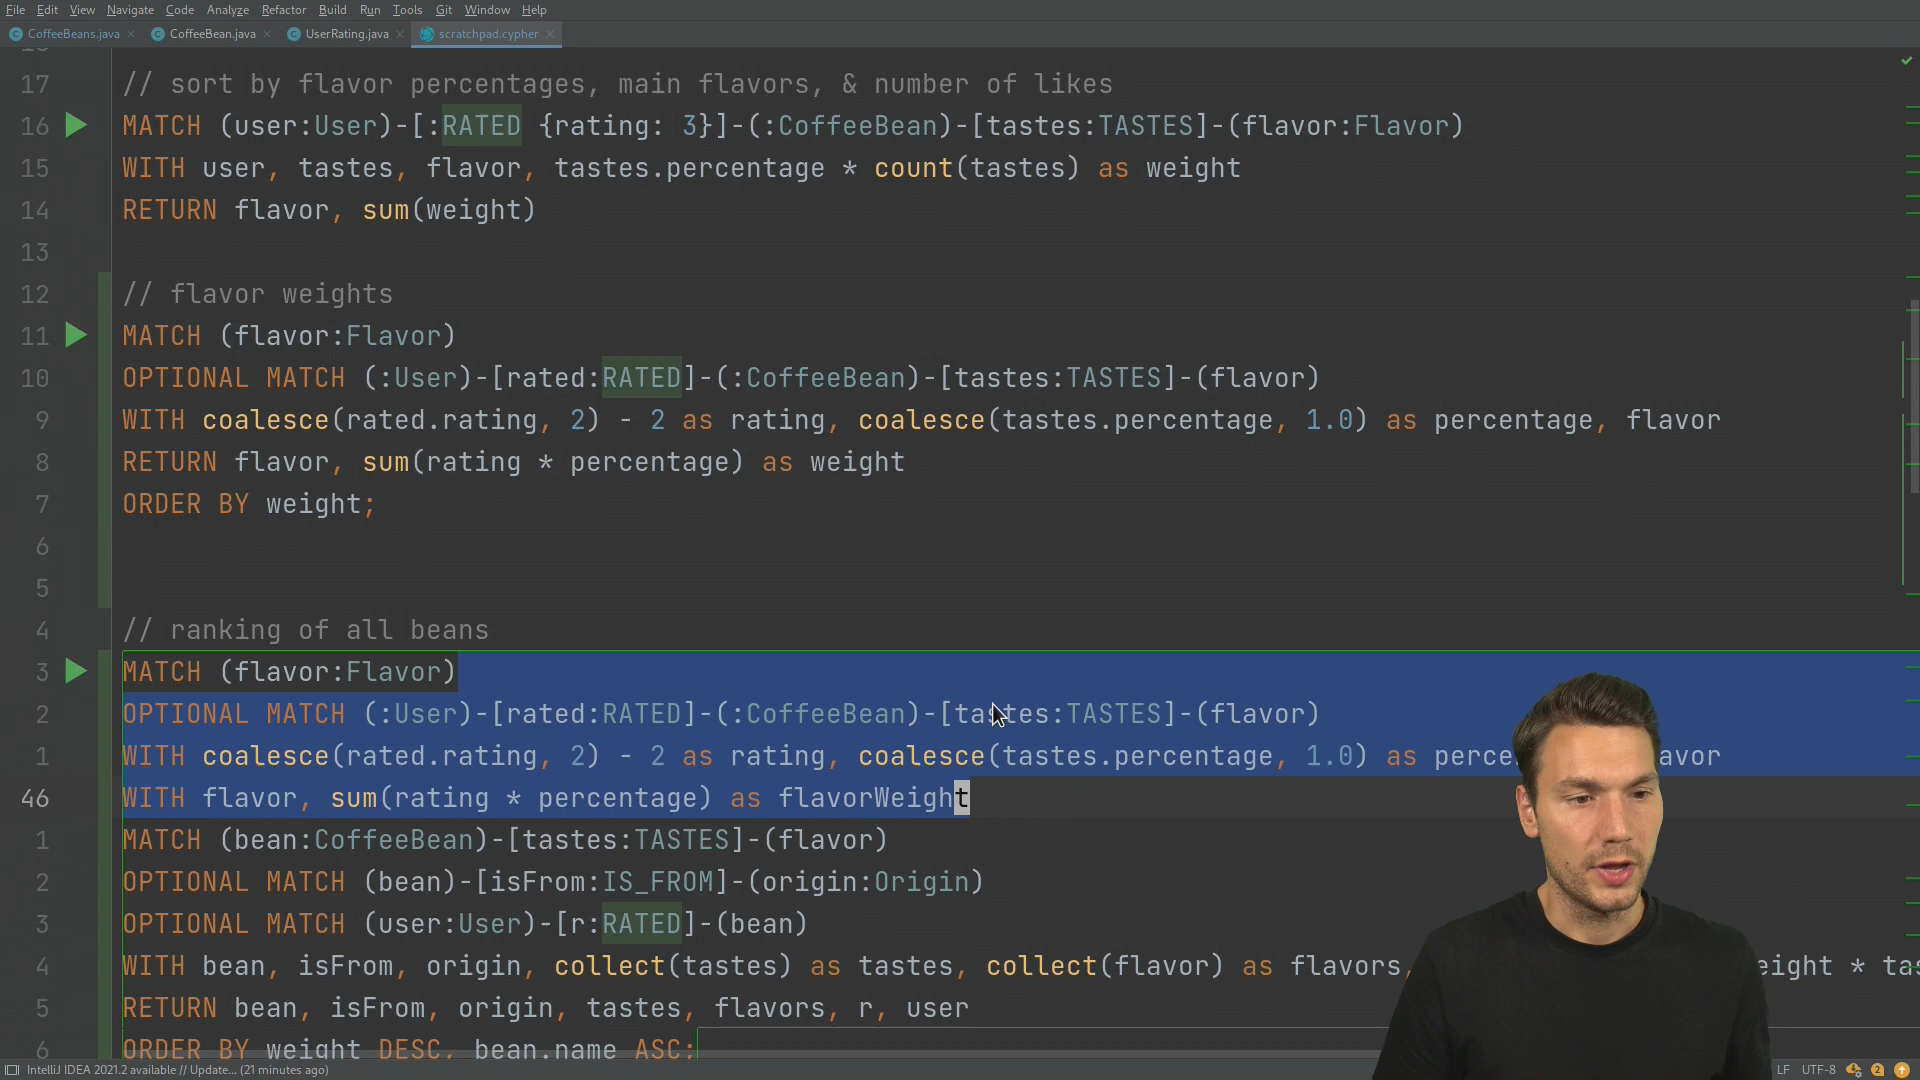 File Edit View Navigate Code Analyze Refactor Build Run Tools Git Window Help
CoffeeBeans.java CoffeeBean.java UserRating.java scratchpad.cypher
17 // sort by flavor percentages, main flavors, & number of likes
16 MATCH (user:User)-[:RATED {rating: 3}]-(:CoffeeBean)-[tastes:TASTES]-(flavor:Flavor)
15 WITH user, tastes, flavor, tastes.percentage * count(tastes) as weight
14 RETURN flavor, sum(weight)
13
12 // flavor weights
11 MATCH (flavor:Flavor)
10 OPTIONAL MATCH (:User)-[rated:RATED]-(:CoffeeBean)-[tastes:TASTES]-(flavor)
9 WITH coalesce(rated.rating, 2) - 2 as rating, coalesce(tastes.percentage, 1.0) as percentage, flavor
8 RETURN flavor, sum(rating * percentage) as weight
7 ORDER BY weight;
6
5
4 // ranking of all beans
3 MATCH (flavor:Flavor)
2 OPTIONAL MATCH (:User)-[rated:RATED]-(:CoffeeBean)-[tastes:TASTES]-(flavor)
1 WITH coalesce(rated.rating, 2) - 2 as rating, coalesce(tastes.percentage, 1.0) as perce avor
46 WITH flavor, sum(rating * percentage) as flavorWeight
1 MATCH (bean:CoffeeBean)-[tastes:TASTES]-(flavor)
2 OPTIONAL MATCH (bean)-[isFrom:IS_FROM]-(origin:Origin)
3 OPTIONAL MATCH (user:User)-[r:RATED]-(bean)
4 WITH bean, isFrom, origin, collect(tastes) as tastes, collect(flavor) as flavors, eight * tas
5 RETURN bean, isFrom, origin, tastes, flavors, r, user
6 ORDER BY weight DESC, bean.name ASC;
IntelliJ IDEA 2021.2 available // Update... (21 minutes ago) LF UTF-8 2